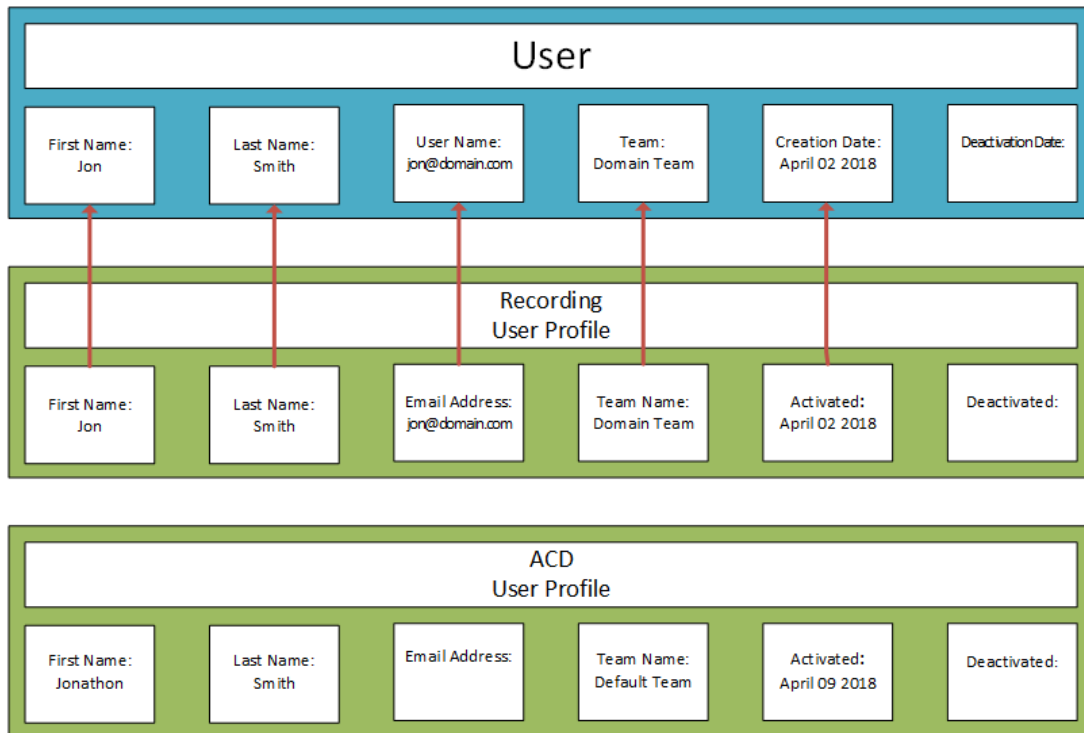 User
First Name:
Jon
Last Name:
Smith
User Name:
jon@domain.com
Team:
Domain Team
Creation Date:
April 02 2018
Deactivation Date:
Recording
User Profile
First Name:
Jon
Last Name:
Smith
Email Address:
jon@domain.com
Team Name:
Domain Team
Activated:
April 02 2018
Deactivated:
ACD
User Profile
First Name:
Jonathon
Last Name:
Smith
Email Address:
Team Name:
Default Team
Activated:
April 09 2018
Deactivated: